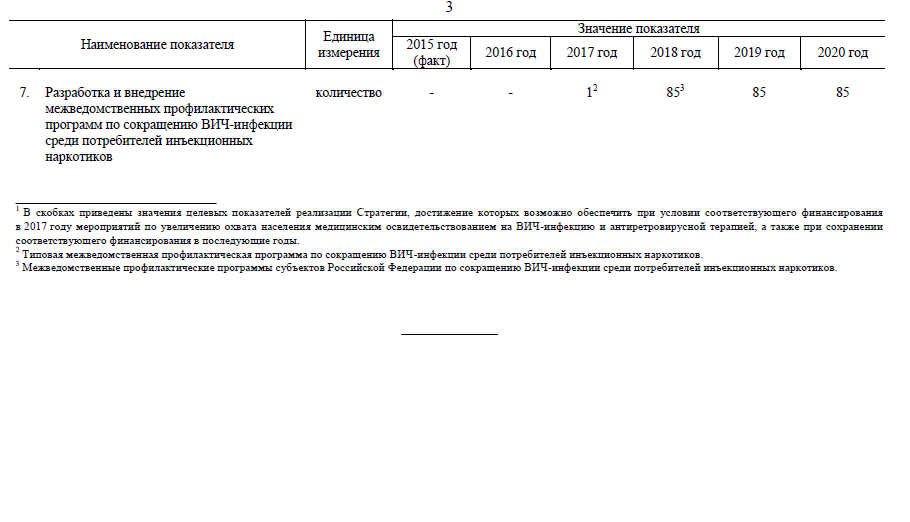 3
Наименование показателя
Единица
измерения
Значение показателя
2015 год
(факт)
2016 год
2017 год
2018 год
2019 год
2020 год
7. Разработка и внедрение количество - - 1² 85³ 85 85
межведомственных профилактических
программ по сокращению ВИЧ-инфекции
среди потребителей инъекционных
наркотиков
¹ В скобках приведены значения целевых показателей реализации Стратегии, достижение которых возможно обеспечить при условии соответствующего финансирования
в 2017 году мероприятий по увеличению охвата населения медицинским освидетельствованием на ВИЧ-инфекцию и антиретровирусной терапией, а также при сохранении
соответствующего финансирования в последующие годы.
² Типовая межведомственная профилактическая программа по сокращению ВИЧ-инфекции среди потребителей инъекционных наркотиков.
³ Межведомственные профилактические программы субъектов Российской Федерации по сокращению ВИЧ-инфекции среди потребителей инъекционных наркотиков.